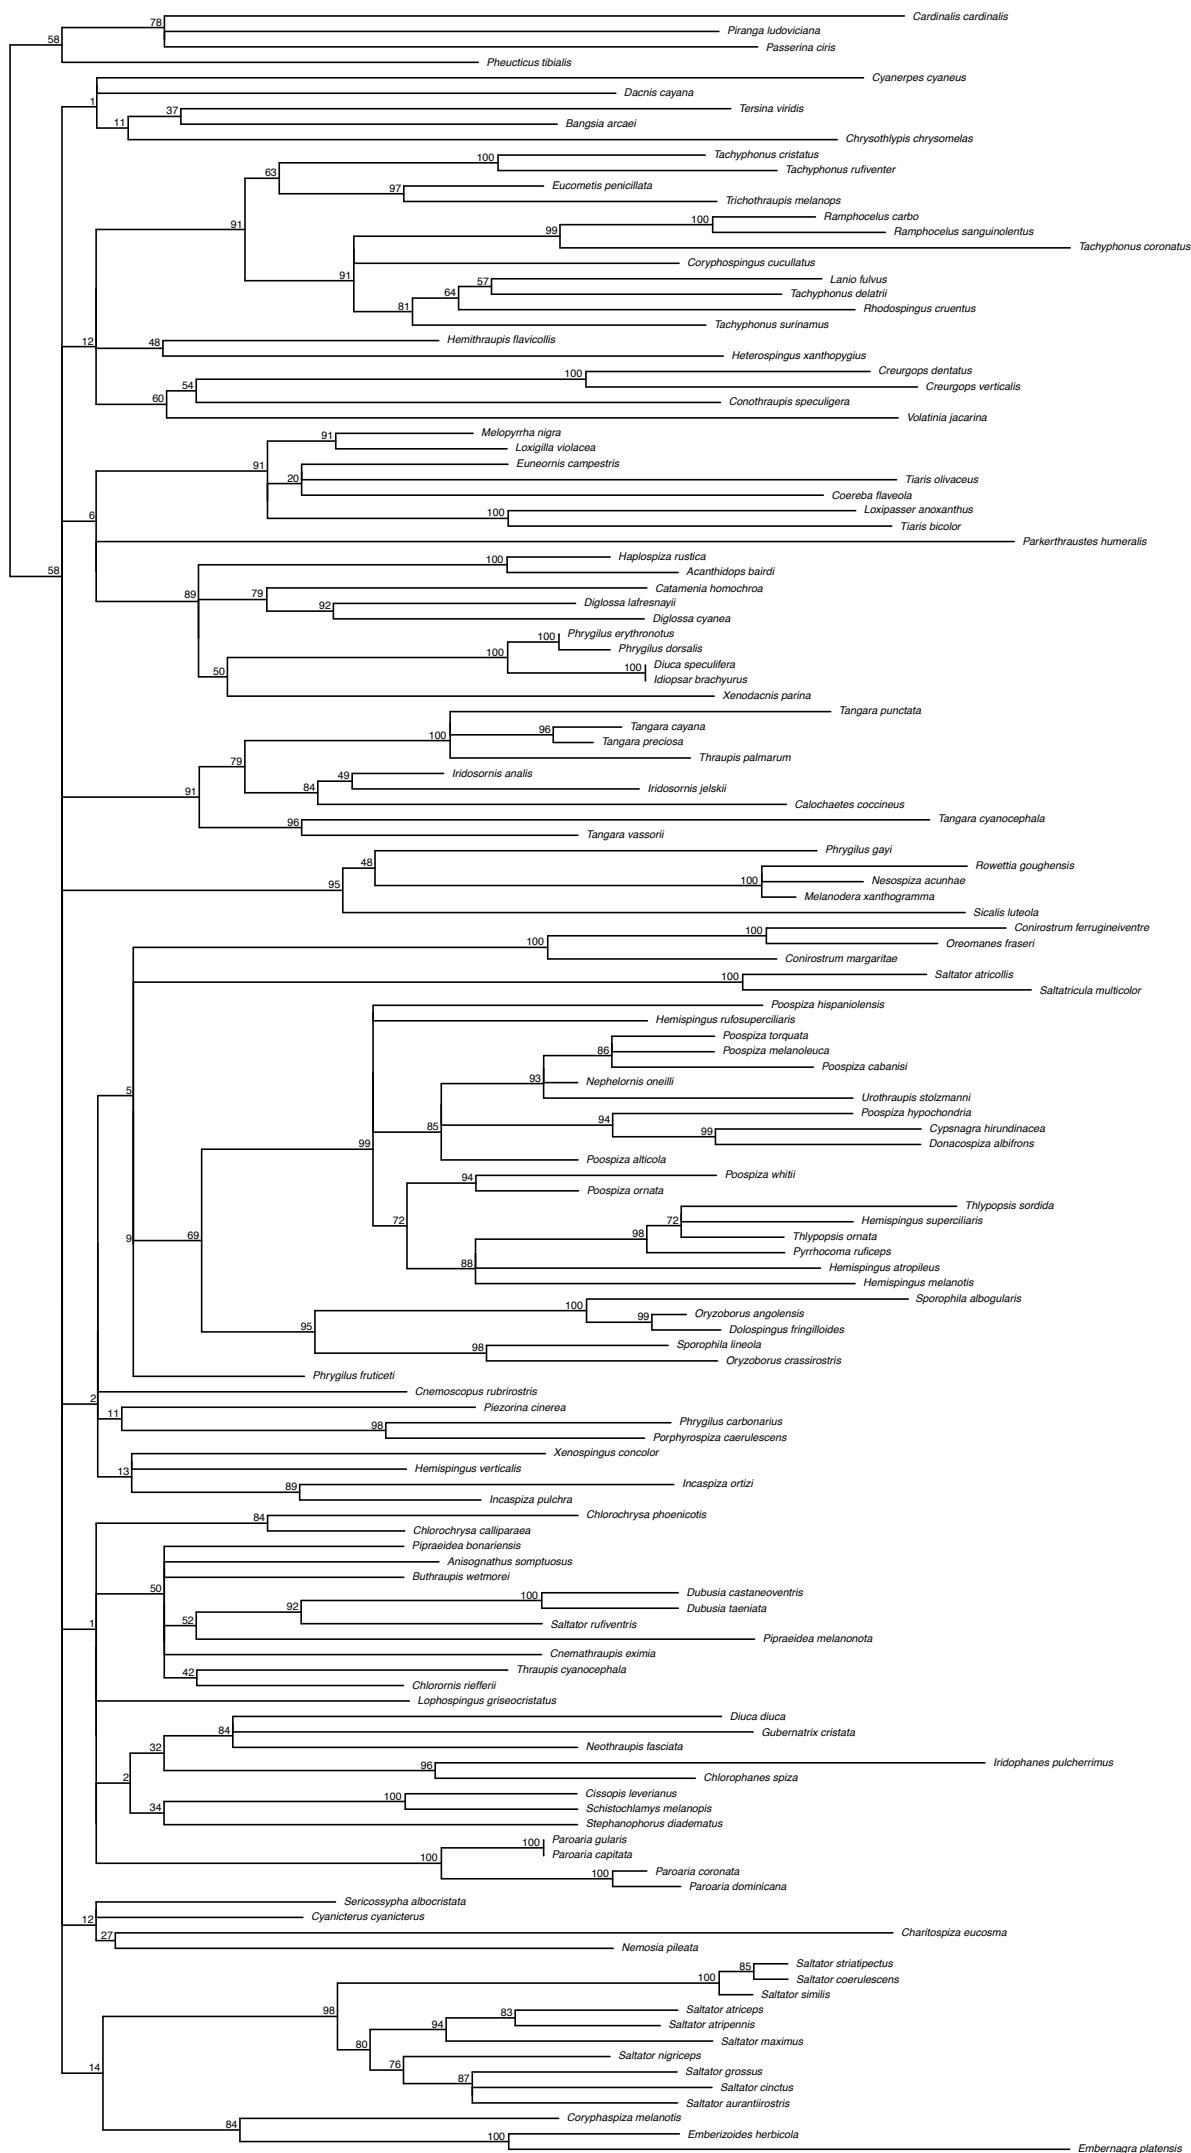 Cardinalis cardinalis
78
Piranga ludoviciana
58
Passerina ciris
Pheucticus tibialis
Cyanerpes cyaneus
1
Dacnis cayana
37
Tersina viridis
11
Bangsia arcaei
Chrysothlypis chrysomelas
100
Tachyphonus cristatus
63
Tachyphonus rufiventer
97
Eucometis penicillata
Trichothraupis melanops
91
100
Ramphocelus carbo
99
Ramphocelus sanguinolentus
Tachyphonus coronatus
Coryphospingus cucullatus
91
57
Lanio fulvus
64
Tachyphonus delatrii
81
Rhodospingus cruentus
Tachyphonus surinamus
12
48
Hemithraupis flavicollis
Heterospingus xanthopygius
100
Creurgops dentatus
54
Creurgops verticalis
60
Conothraupis speculigera
Volatinia jacarina
91
Melopyrrha nigra
Loxigilla violacea
91
Euneornis campestris
20
Tiaris olivaceus
Coereba flaveola
100
Loxipasser anoxanthus
6
Tiaris bicolor
Parkerthraustes humeralis
58
100
Haplospiza rustica
Acanthidops bairdi
89
79
Catamenia homochroa
92
Diglossa lafresnayii
Diglossa cyanea
100
Phrygilus erythronotus
100
Phrygilus dorsalis
100
Diuca speculifera
50
Idiopsar brachyurus
Xenodacnis parina
Tangara punctata
100
96
Tangara cayana
Tangara preciosa
79
Thraupis palmarum
49
Iridosornis analis
84
Iridosornis jelskii
91
Calochaetes coccineus
96
Tangara cyanocephala
Tangara vassorii
48
Phrygilus gayi
Rowettia goughensis
95
100
Nesospiza acunhae
Melanodera xanthogramma
Sicalis luteola
100
Conirostrum ferrugineiventre
100
Oreomanes fraseri
Conirostrum margaritae
100
Saltator atricollis
Saltatricula multicolor
Poospiza hispaniolensis
Hemispingus rufosuperciliaris
Poospiza torquata
86
Poospiza melanoleuca
Poospiza cabanisi
93
Nephelornis oneilli
5
Urothraupis stolzmanni
94
Poospiza hypochondria
85
99
Cypsnagra hirundinacea
Donacospiza albifrons
99
Poospiza alticola
94
Poospiza whitii
Poospiza ornata
72
72
Thlypopsis sordida
98
Hemispingus superciliaris
9
69
Thlypopsis ornata
Pyrrhocoma ruficeps
88
Hemispingus atropileus
Hemispingus melanotis
100
Sporophila albogularis
99
Oryzoborus angolensis
95
Dolospingus fringilloides
98
Sporophila lineola
Oryzoborus crassirostris
Phrygilus fruticeti
2
Cnemoscopus rubrirostris
11
Piezorina cinerea
98
Phrygilus carbonarius
Porphyrospiza caerulescens
Xenospingus concolor
13
Hemispingus verticalis
89
Incaspiza ortizi
Incaspiza pulchra
84
Chlorochrysa phoenicotis
Chlorochrysa calliparaea
Pipraeidea bonariensis
Anisognathus somptuosus
50
Buthraupis wetmorei
100
Dubusia castaneoventris
92
Dubusia taeniata
1
52
Saltator rufiventris
Pipraeidea melanonota
Cnemathraupis eximia
42
Thraupis cyanocephala
Chlorornis riefferii
Lophospingus griseocristatus
Diuca diuca
84
Gubernatrix cristata
32
Neothraupis fasciata
96
Iridophanes pulcherrimus
2
Chlorophanes spiza
100
Cissopis leverianus
34
Schistochlamys melanopis
Stephanophorus diadematus
100
Paroaria gularis
100
Paroaria capitata
100
Paroaria coronata
Paroaria dominicana
Sericossypha albocristata
12
Cyanicterus cyanicterus
27
Charitospiza eucosma
Nemosia pileata
85
Saltator striatipectus
100
Saltator coerulescens
Saltator similis
98
83
Saltator atriceps
94
Saltator atripennis
80
Saltator maximus
76
Saltator nigriceps
14
87
Saltator grossus
Saltator cinctus
Saltator aurantiirostris
84
Coryphaspiza melanotis
100
Emberizoides herbicola
Embernagra platensis